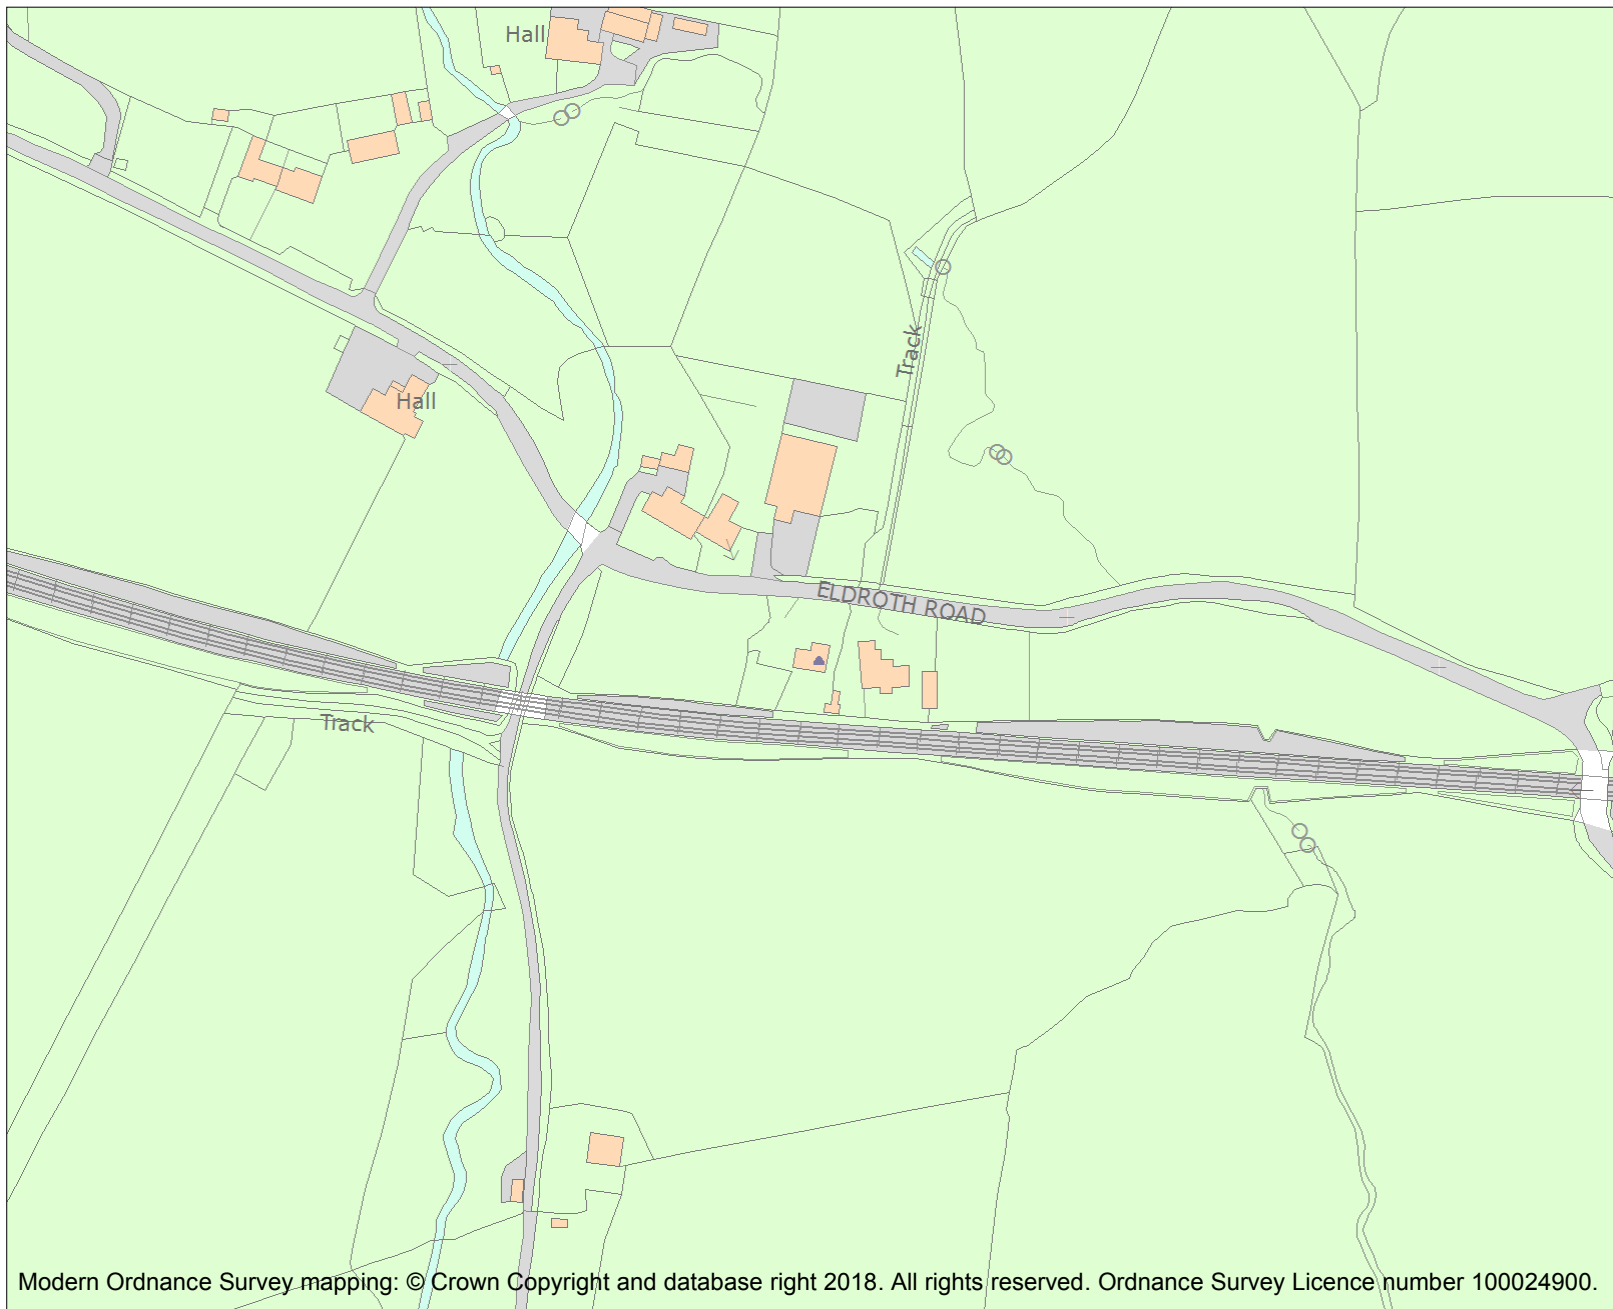 Hall
Track
Hall
ELDROTH ROAD
Track
Modern Ordnance Survey mapping: © Crown Copyright and database right 2018. All rights reserved. Ordnance Survey Licence number 100024900.